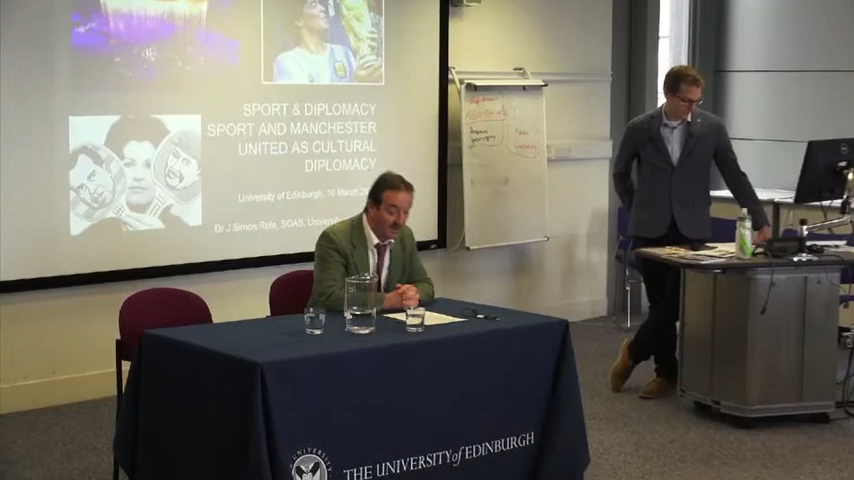 SPORT & DIPLOMACY
SPORT AND MANCHESTER
UNITED AS CULTURAL
DIPLOMACY
University of Edinburgh, 10 March
Dr J Simon Rofe, SOAS, University
THE UNIVERSITY of EDINBURGH